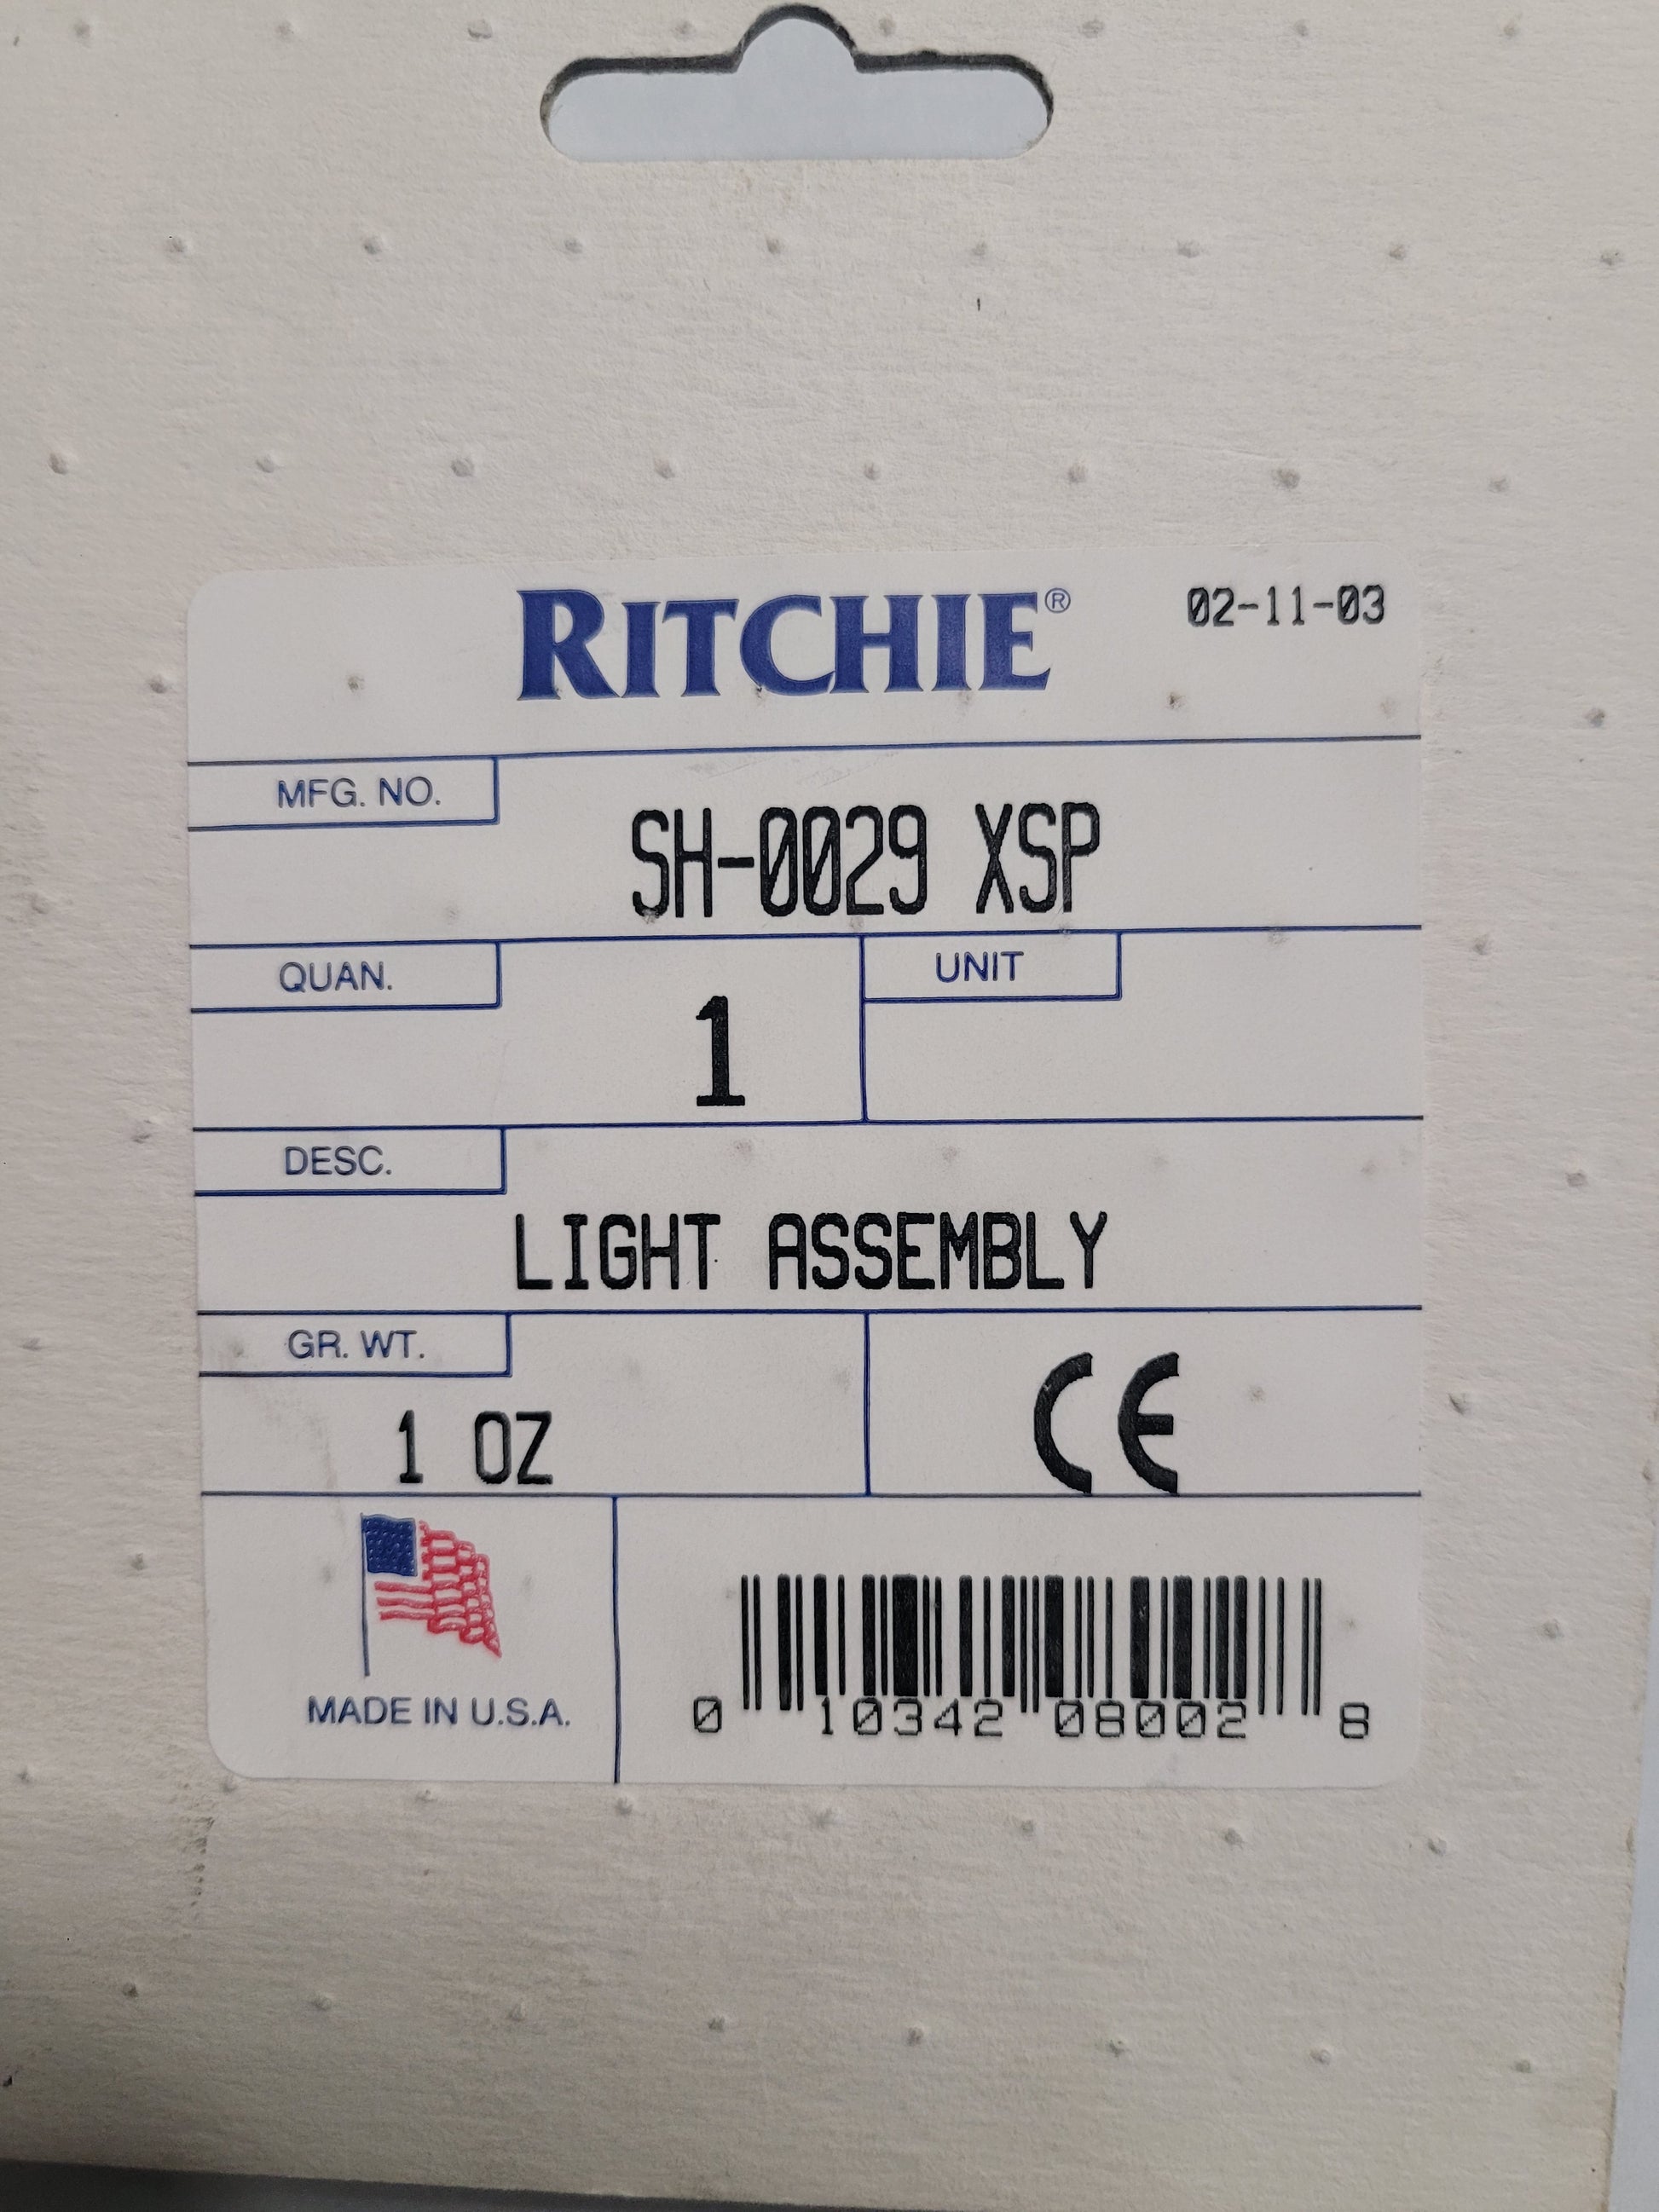 RITCHIE® 02-11-03
MFG. NO.
SH-0029 XSP
QUAN.
1
UNIT
DESC.
LIGHT ASSEMBLY
GR. WT.
1 OZ
CE
MADE IN U.S.A.
0 10342 08002 8